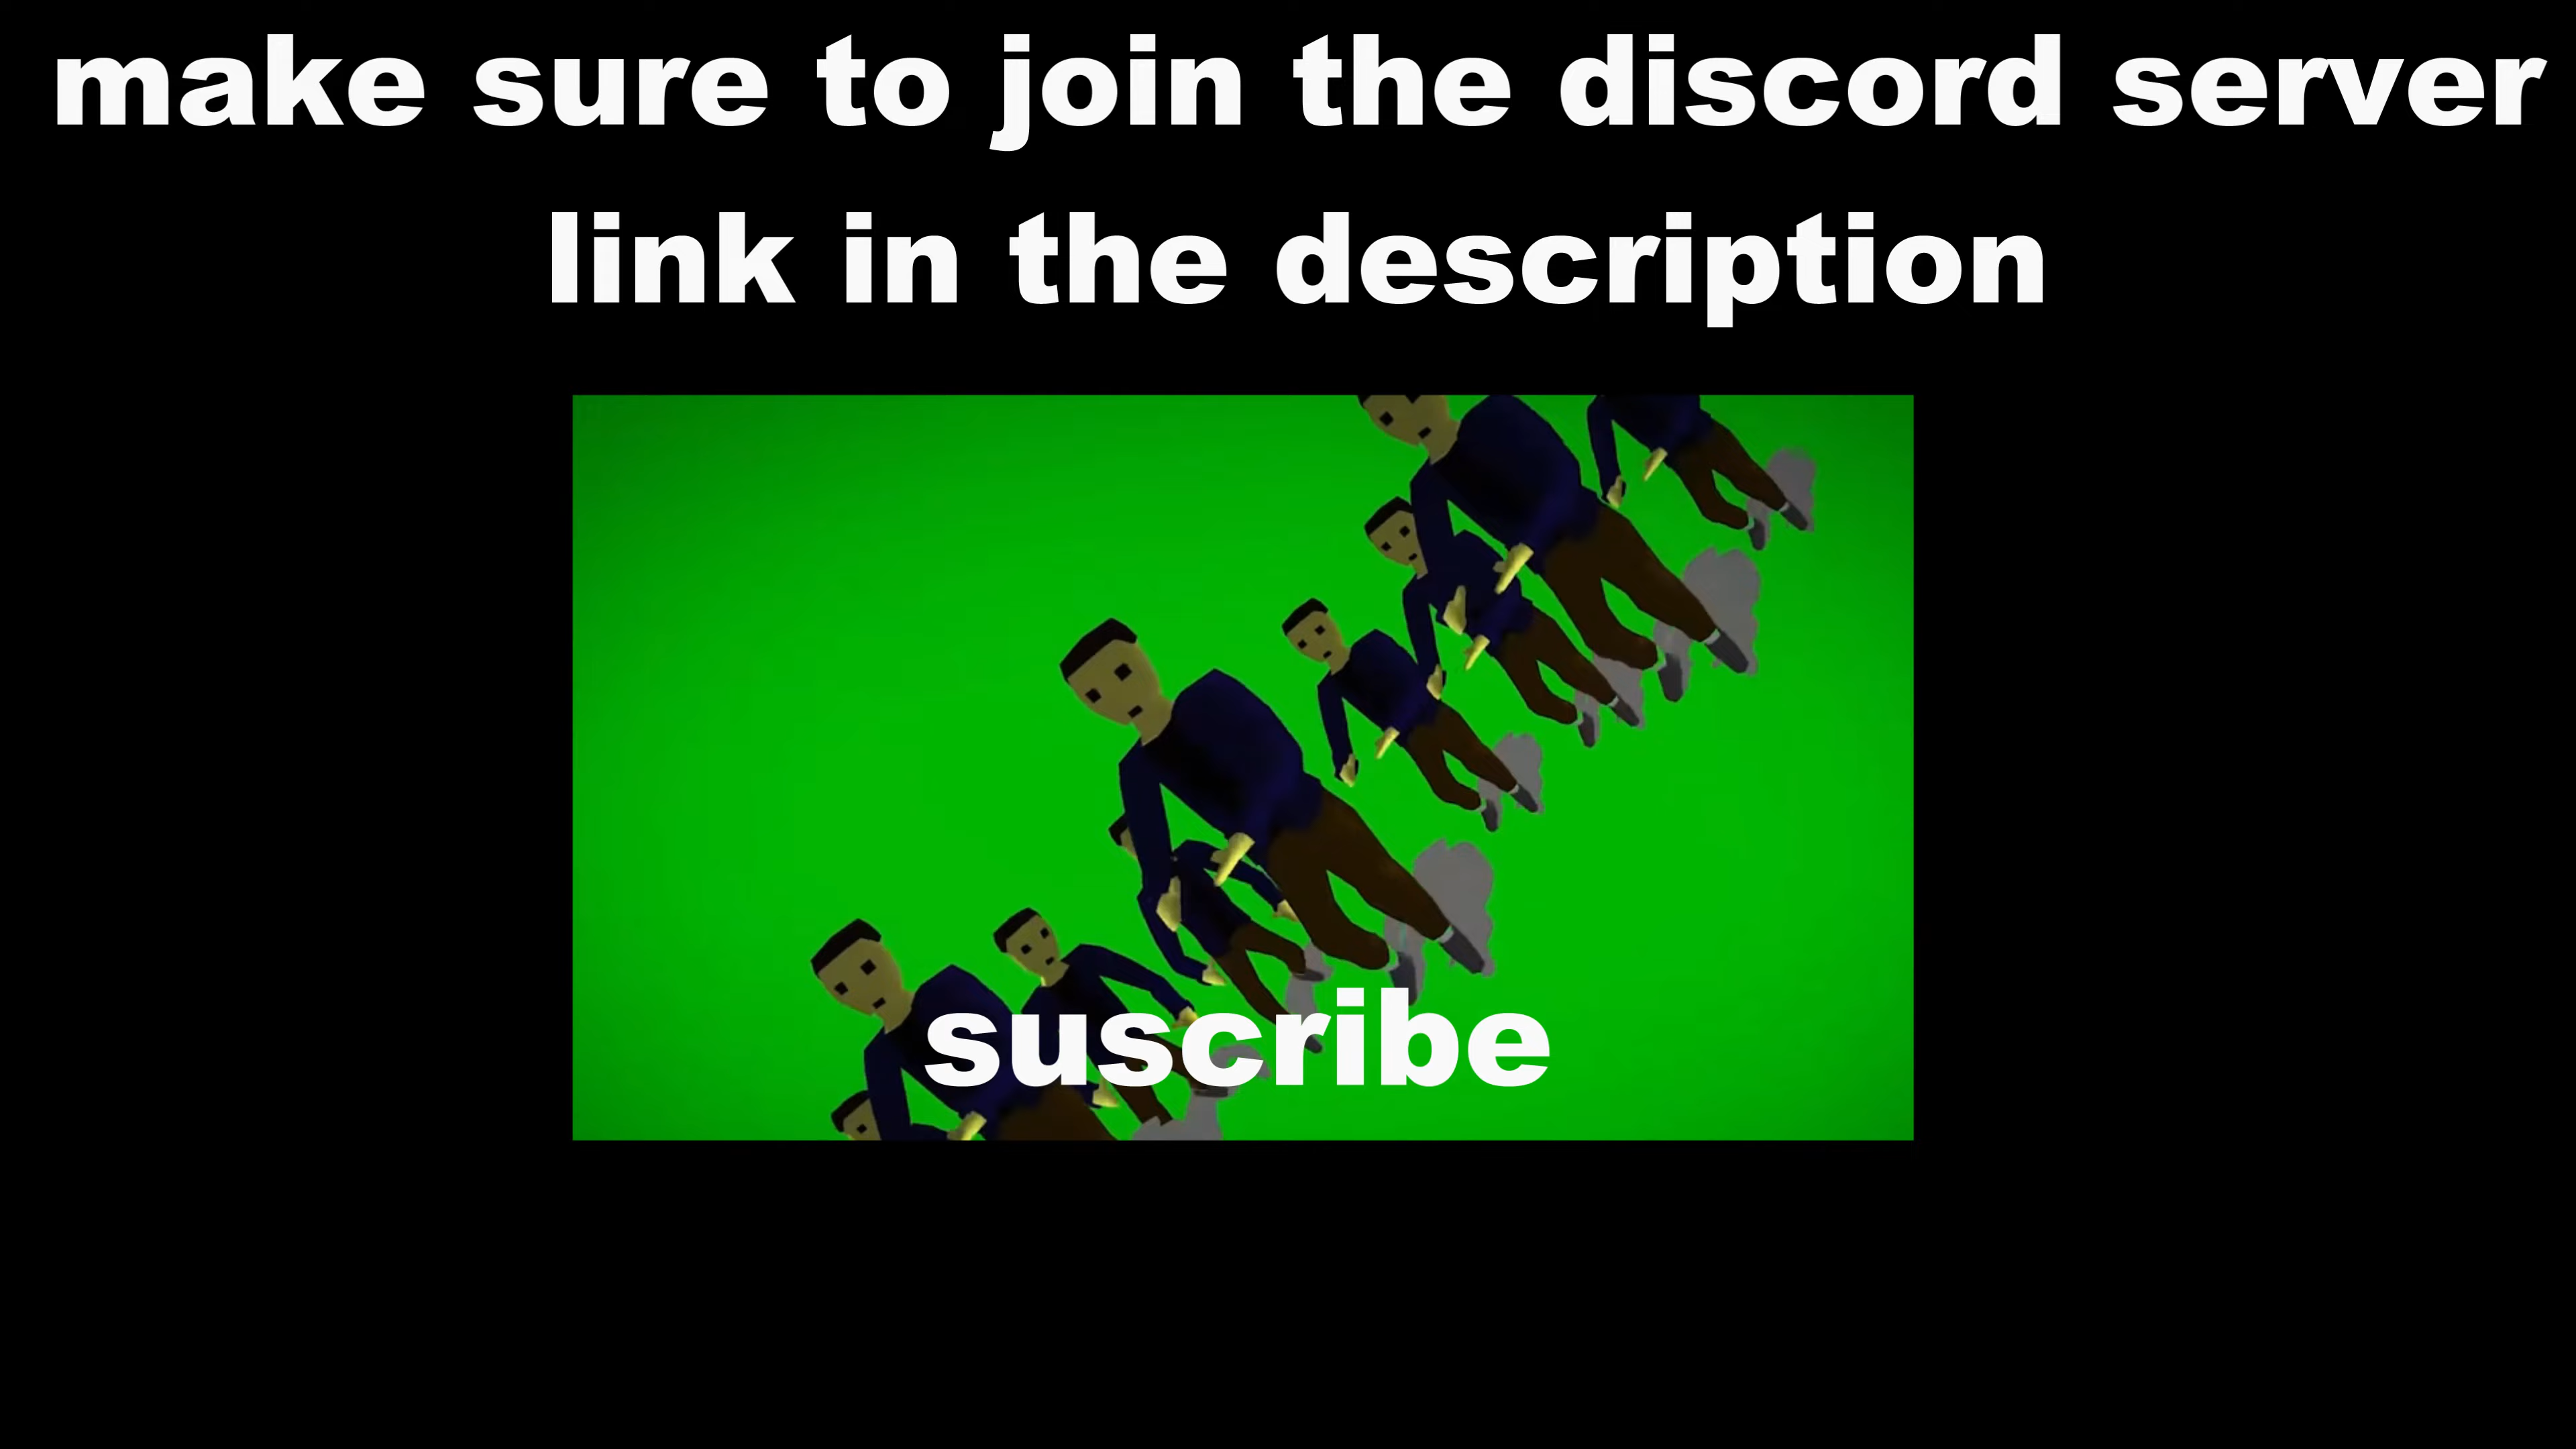 make sure to join the discord server
link in the description
suscribe